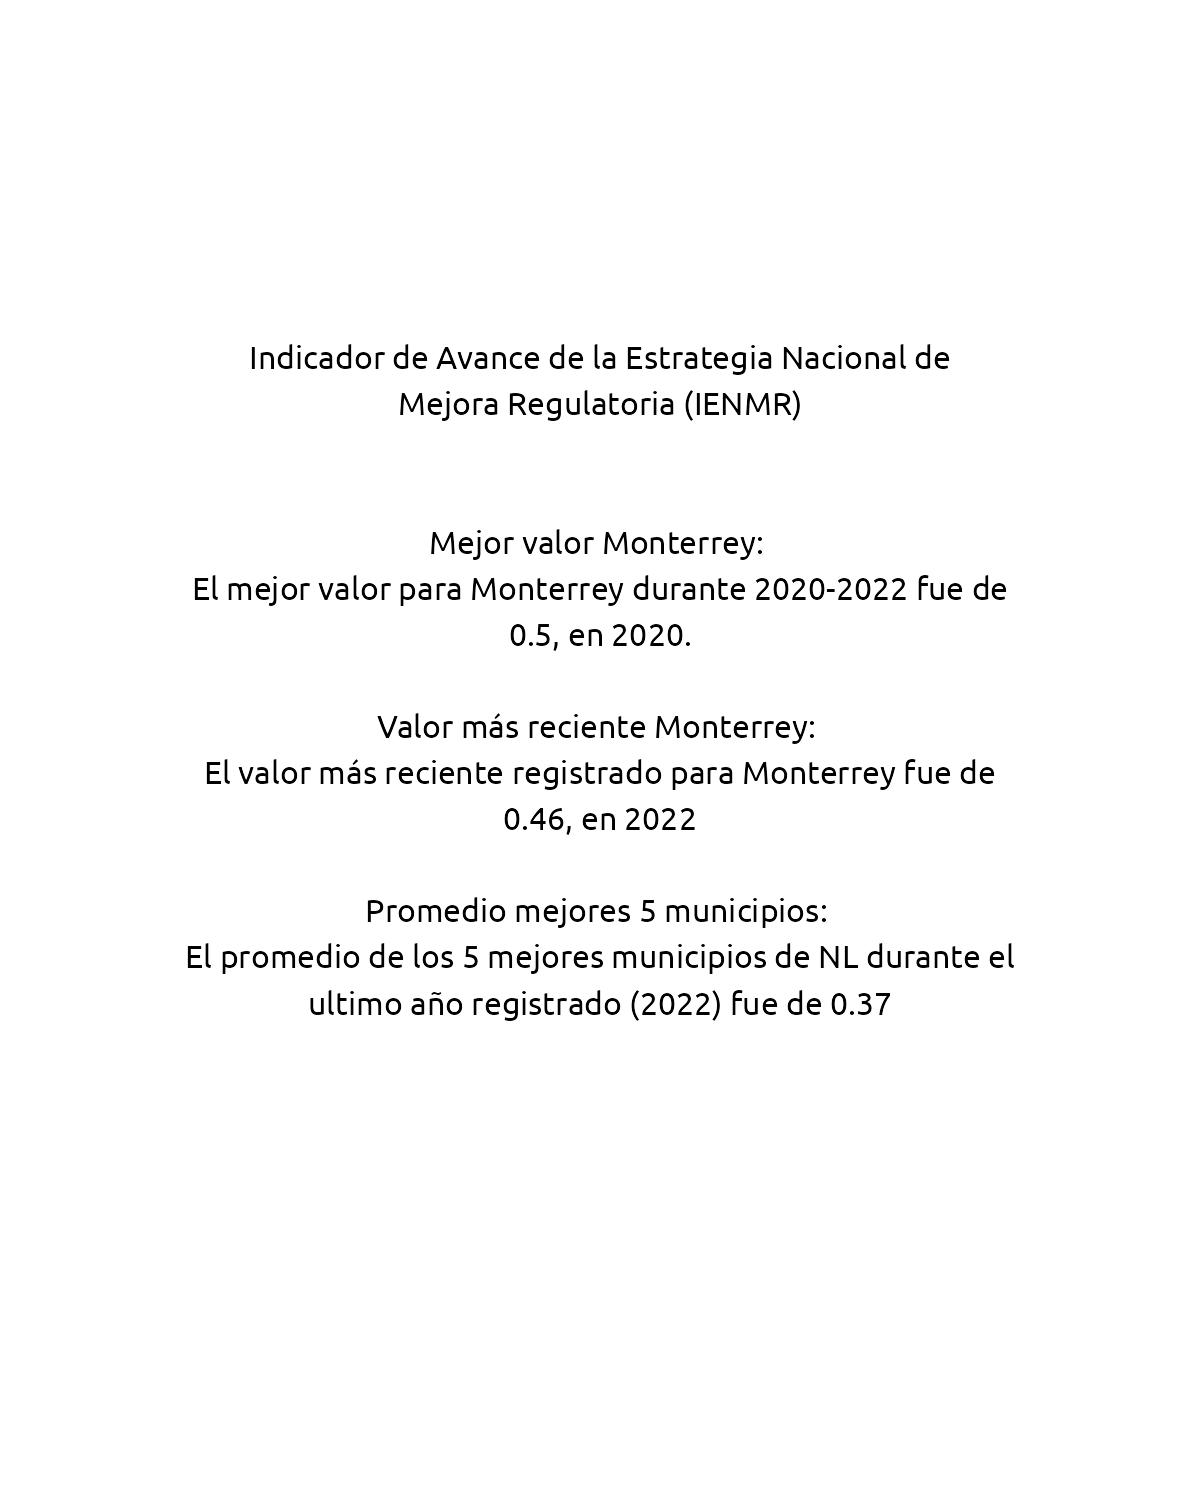 Indicador de Avance de la Estrategia Nacional de
Mejora Regulatoria (IENMR)
Mejor valor Monterrey:
El mejor valor para Monterrey durante 2020-2022 fue de
0.5, en 2020.
Valor más reciente Monterrey:
El valor más reciente registrado para Monterrey fue de
0.46, en 2022
Promedio mejores 5 municipios:
El promedio de los 5 mejores municipios de NL durante el
ultimo año registrado (2022) fue de 0.37